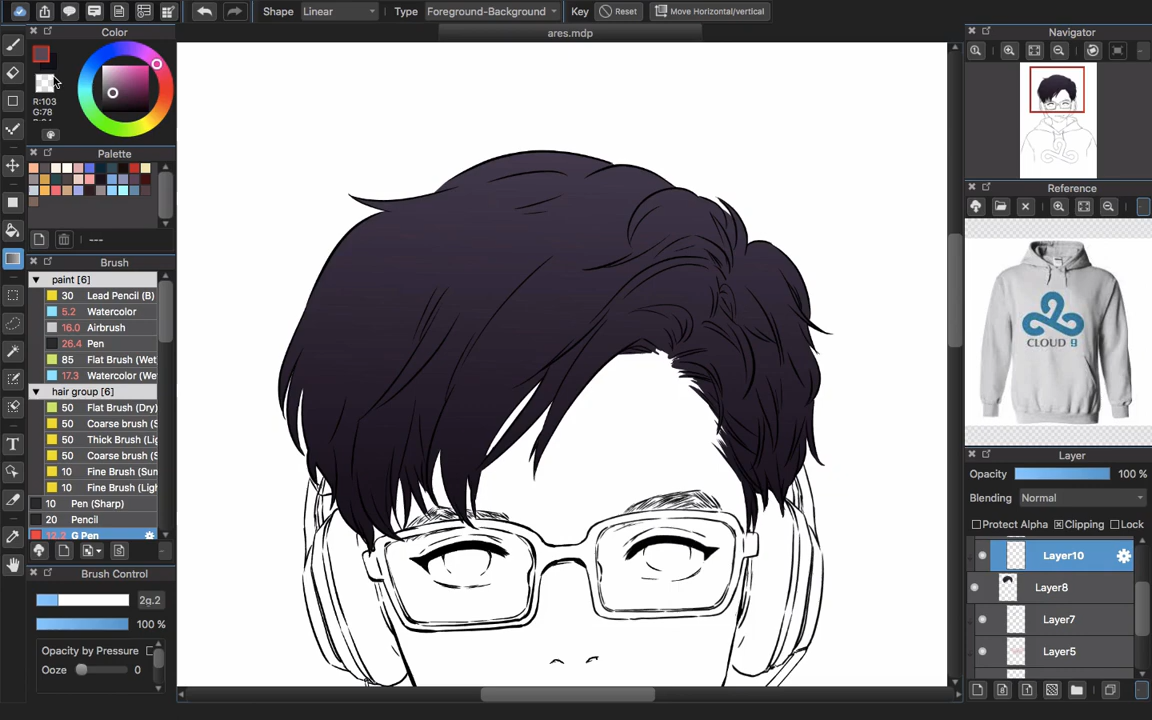 Shape Linear Type Foreground-Background Key Reset Move Horizontal/vertical
ares.mdp
Color
R:103
G:78
Palette
---
Brush
paint [6]
30 Lead Pencil (B)
5.2 Watercolor
16.0 Airbrush
26.4 Pen
85 Flat Brush (Wet
17.3 Watercolor (We
hair group [6]
50 Flat Brush (Dry)
50 Coarse brush (S
50 Thick Brush (Lig
50 Coarse brush (S
10 Fine Brush (Sun
10 Fine Brush (Ligh
10 Pen (Sharp)
20 Pencil
12.2 G Pen
Brush Control
2g.2
100 %
Opacity by Pressure
Ooze 0
Navigator
Reference
CLOUD 9
Layer
Opacity 100 %
Blending Normal
Protect Alpha Clipping Lock
Layer10
Layer8
Layer7
Layer5